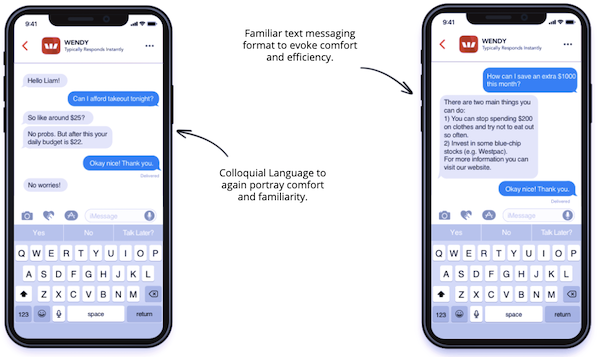 9:41
WENDY
Typically Responds Instantly
Hello Liam!
Can I afford takeout tonight?
So like around $25?
No probs. But after this your
daily budget is $22.
Okay nice! Thank you.
Delivered
No worries!
iMessage
Yes No Talk Later?
Q W E R T Y U I O P
A S D F G H J K L
Z X C V B N M
123 space return
Familiar text messaging
format to evoke comfort
and efficiency.
Colloquial Language to
again portray comfort
and familiarity.
9:41
WENDY
Typically Responds Instantly
How can I save an extra $1000
this month?
There are two main things you
can do:
1) You can stop spending $200
on clothes and try not to eat out
so often.
2) Invest in some blue-chip
stocks (e.g. Westpac).
For more information you can
visit our website.
Okay nice! Thank you.
Delivered
iMessage
Yes No Talk Later?
Q W E R T Y U I O P
A S D F G H J K L
Z X C V B N M
123 space return